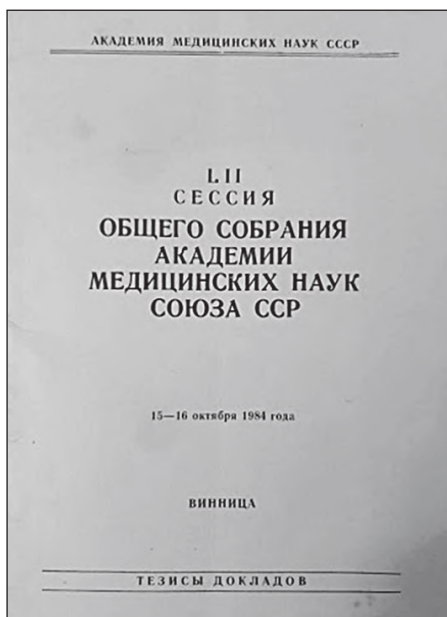 АКАДЕМИЯ МЕДИЦИНСКИХ НАУК СССР
LII
СЕССИЯ
ОБЩЕГО СОБРАНИЯ
АКАДЕМИИ
МЕДИЦИНСКИХ НАУК
СОЮЗА ССР
15—16 октября 1984 года
ВИННИЦА
ТЕЗИСЫ ДОКЛАДОВ